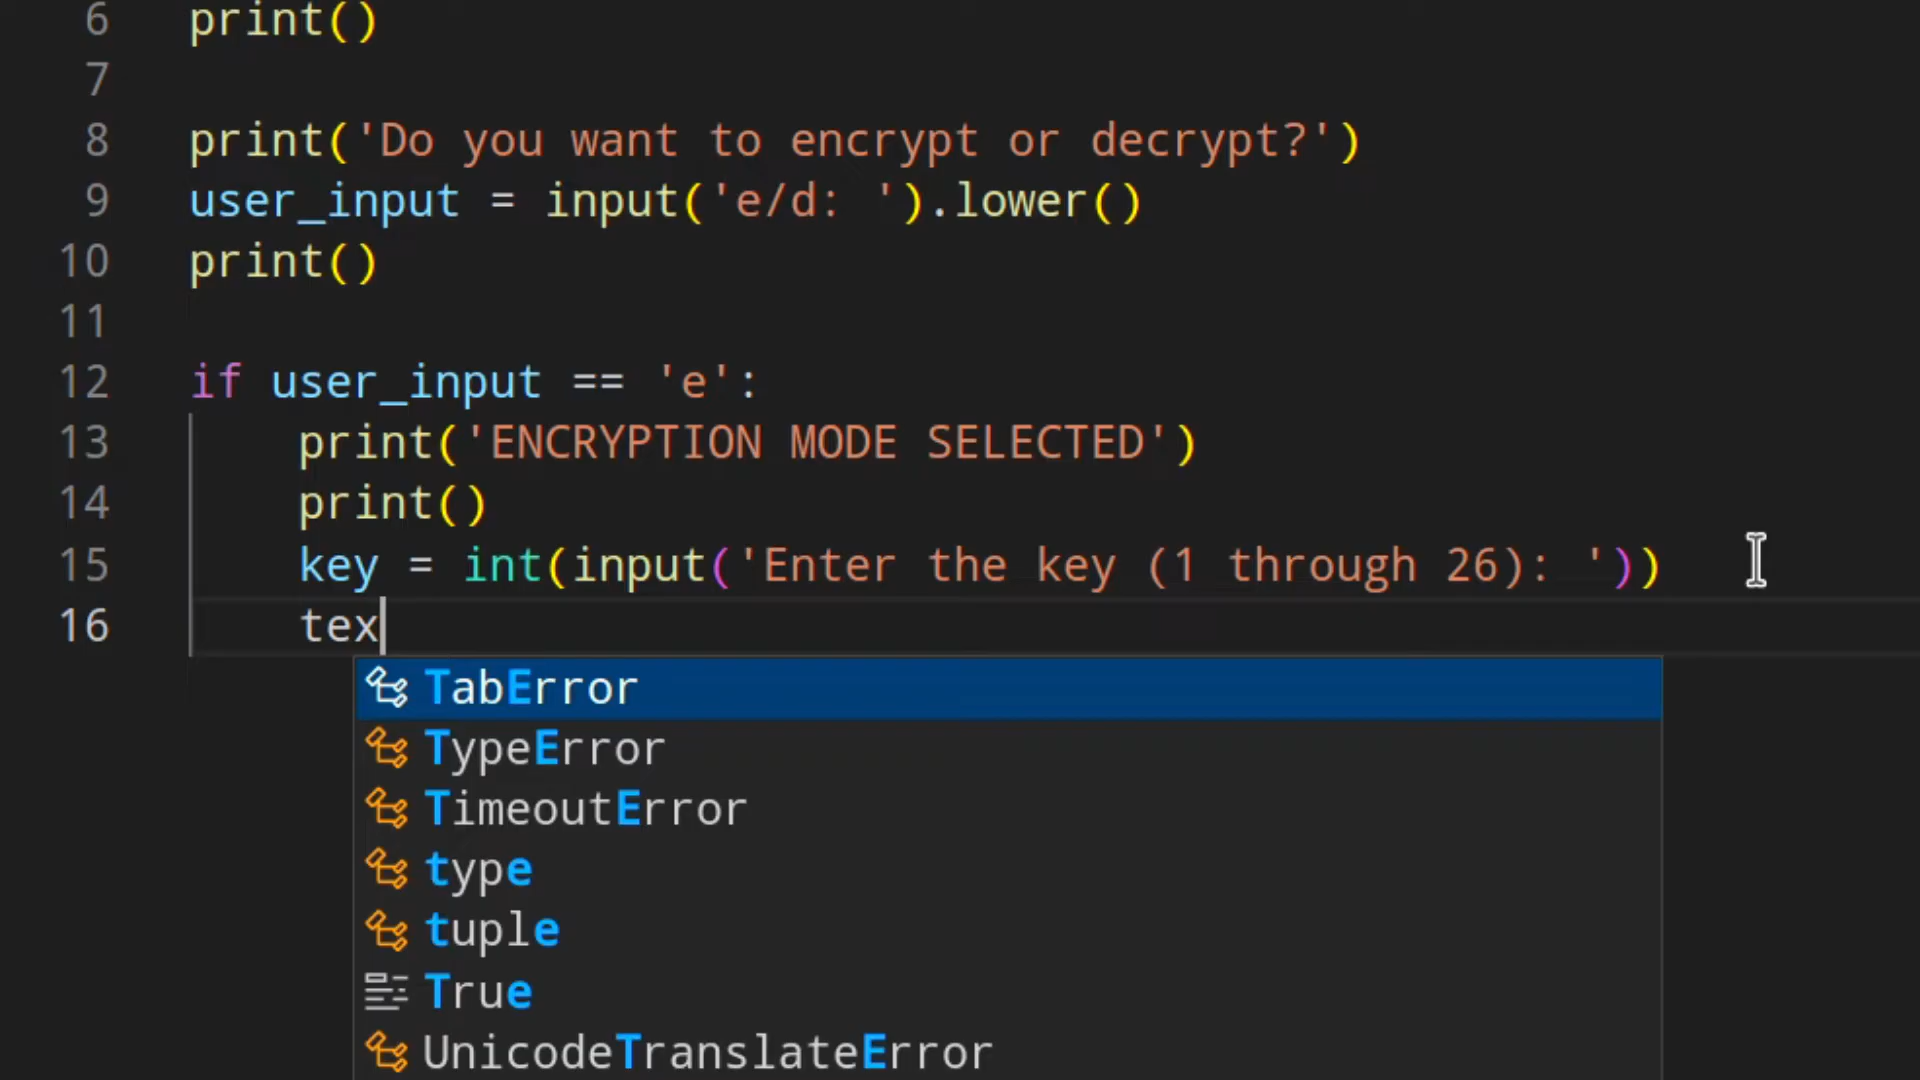 6 print()
7
8 print('Do you want to encrypt or decrypt?')
9 user_input = input('e/d: ').lower()
10 print()
11
12 if user_input == 'e':
13 print('ENCRYPTION MODE SELECTED')
14 print()
15 key = int(input('Enter the key (1 through 26): '))
16 tex
TabError
TypeError
TimeoutError
type
tuple
True
UnicodeTranslateError